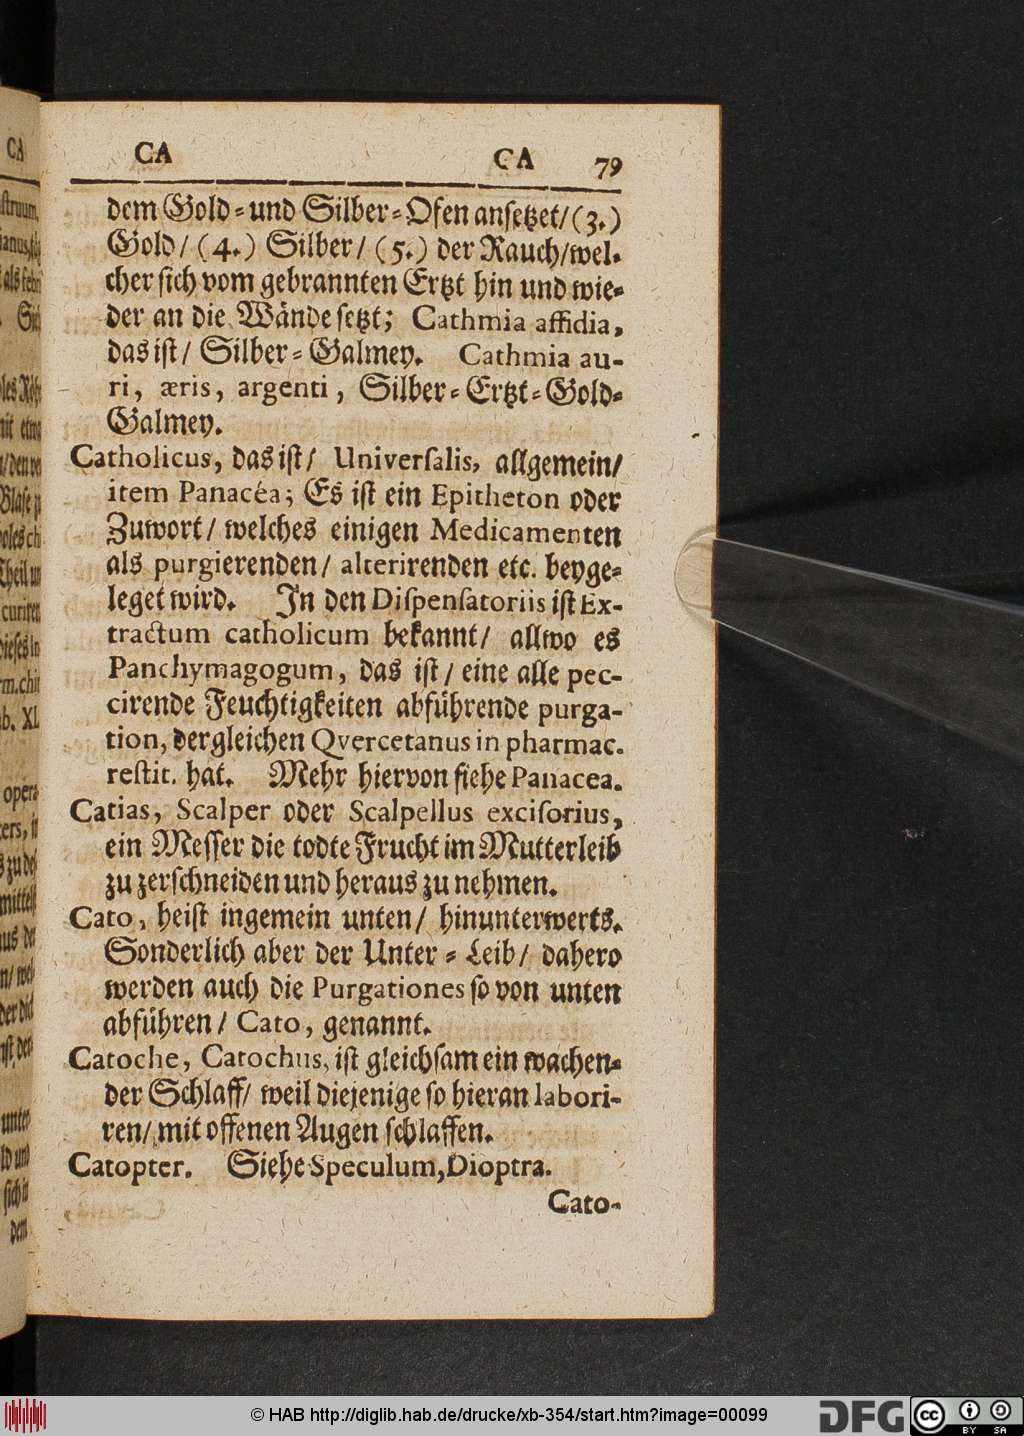 CA CA 79
dem Gold-und Silber-Ofen ansetzet/(3.)
Gold/ (4.) Silber/ (5.) der Rauch/wel-
cher sich vom gebrannten Ertzt hin und wie-
der an die Wände setzt; Cathmia affidia,
das ist/ Silber-Galmey. Cathmia au-
ri, æris, argenti, Silber-Ertzt-Gold-
Galmey.
Catholicus, das ist/ Universalis, allgemein/
item Panacéa; Es ist ein Epitheton oder
Zuwort/ welches einigen Medicamenten
als purgierenden/ alterirenden etc. beyge-
leget wird. In den Dispensatoriis ist Ex-
tractum catholicum bekannt/ allwo es
Panchymagogum, das ist/ eine alle pec-
cirende Feuchtigkeiten abführende purga-
tion, dergleichen Qvercetanus in pharmac.
restit. hat. Mehr hiervon siehe Panacea.
Catias, Scalper oder Scalpellus excisorius,
ein Messer die todte Frucht im Mutterleib
zu zerschneiden und heraus zu nehmen.
Cato, heist ingemein unten/ hinunterwerts.
Sonderlich aber der Unter-Leib/ dahero
werden auch die Purgationes so von unten
abführen/ Cato, genannt.
Catoche, Catochus, ist gleichsam ein wachen-
der Schlaff/ weil diejenige so hieran labori-
ren/ mit offenen Augen schlaffen.
Catopter. Siehe Speculum, Dioptra.
Cato-
© HAB http://diglib.hab.de/drucke/xb-354/start.htm?image=00099
DFG
cc BY SA